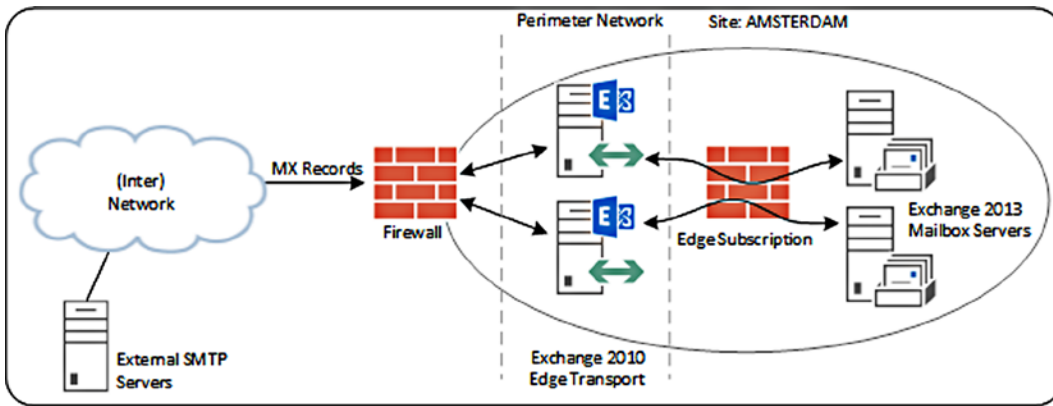 Perimeter Network
Site: AMSTERDAM
MX Records
(Inter)
Network
Firewall
Edge Subscription
Exchange 2013
Mailbox Servers
External SMTP
Servers
Exchange 2010
Edge Transport
E
E